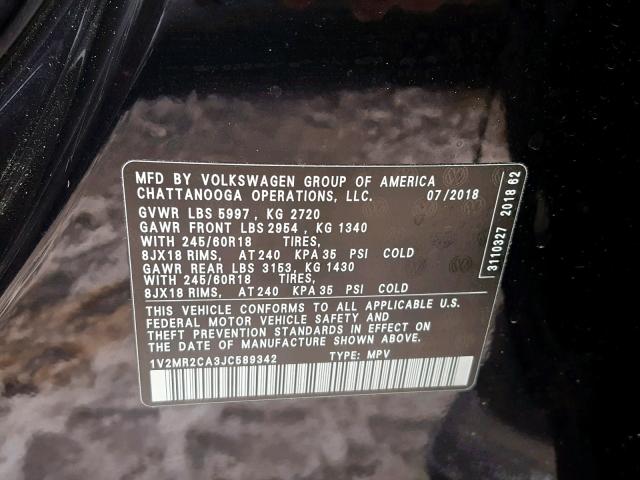 MFD BY VOLKSWAGEN GROUP OF AMERICA
CHATTANOOGA OPERATIONS, LLC. 07/2018
GVWR LBS 5997, KG 2720
GAWR FRONT LBS 2954, KG 1340
WITH 245/60R18 TIRES,
8JX18 RIMS, AT 240 KPA 35 PSI COLD
GAWR REAR LBS 3153, KG 1430
WITH 245/60R18 TIRES,
8JX18 RIMS, AT 240 KPA 35 PSI COLD
THIS VEHICLE CONFORMS TO ALL APPLICABLE U.S.
FEDERAL MOTOR VEHICLE SAFETY AND
THEFT PREVENTION STANDARDS IN EFFECT ON
THE DATE OF MANUFACTURE SHOWN ABOVE.
1V2MR2CA3JC589342 TYPE: MPV
3110327 2018 62